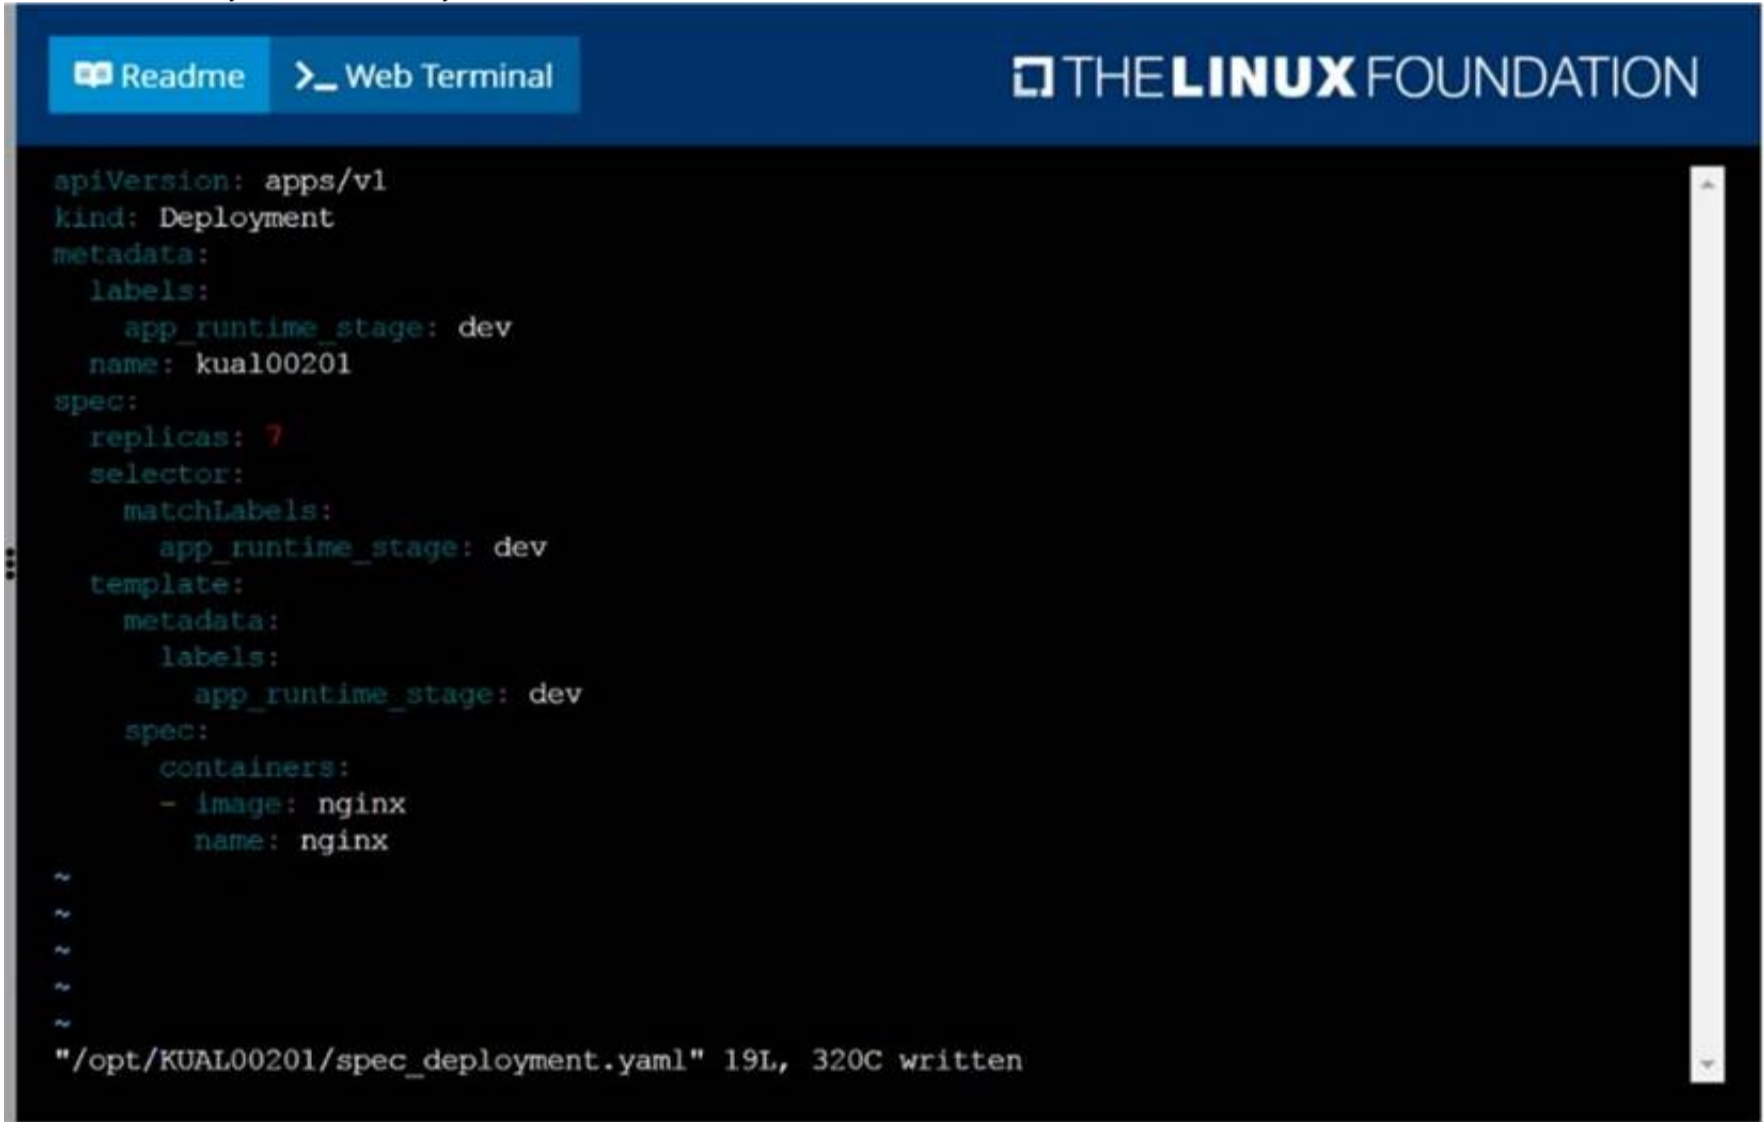 Readme >_ Web Terminal THE LINUX FOUNDATION
apiVersion: apps/v1
kind: Deployment
metadata:
  labels:
    app_runtime_stage: dev
  name: kual00201
spec:
  replicas: 7
  selector:
    matchLabels:
      app_runtime_stage: dev
  template:
    metadata:
      labels:
        app_runtime_stage: dev
    spec:
      containers:
      - image: nginx
        name: nginx
~
~
~
~
~
"/opt/KUAL00201/spec_deployment.yaml" 19L, 320C written